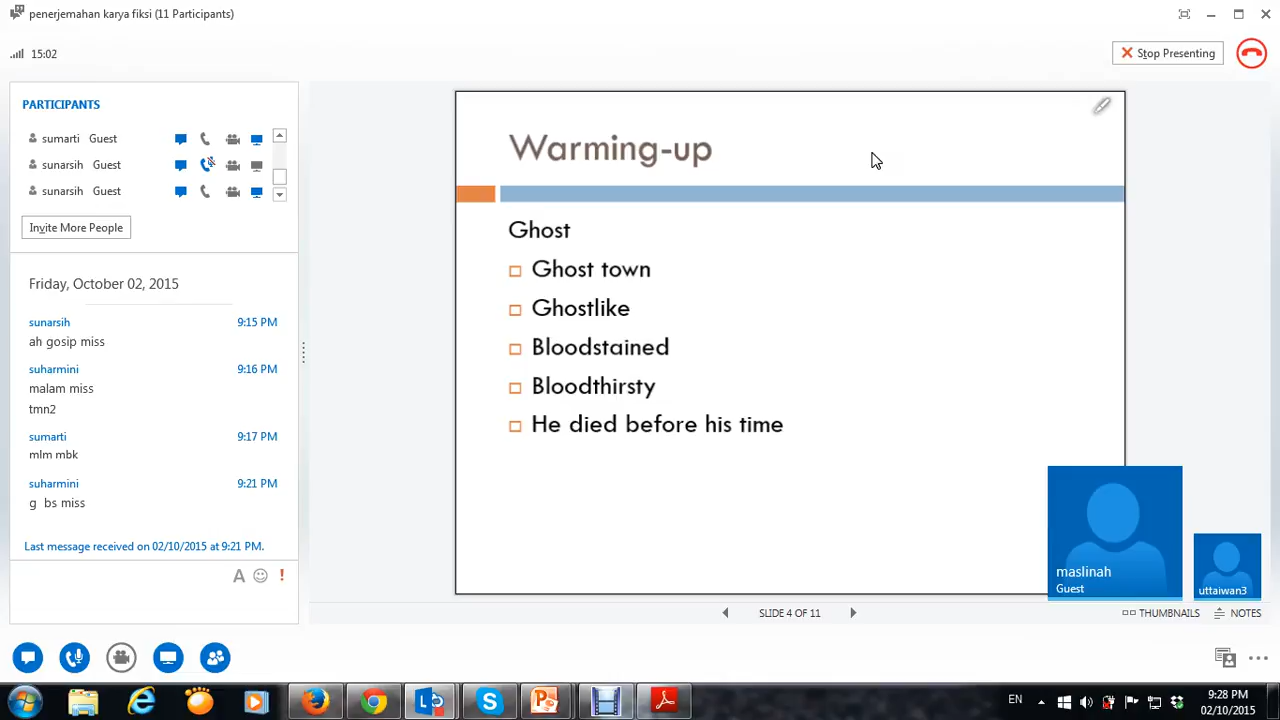 penerjemahan karya fiksi (11 Participants)
15:02
Stop Presenting
PARTICIPANTS
sumarti Guest
sunarsih Guest
sunarsih Guest
Invite More People
Friday, October 02, 2015
sunarsih 9:15 PM
ah gosip miss
suharmini 9:16 PM
malam miss
tmn2
sumarti 9:17 PM
mlm mbk
suharmini 9:21 PM
g bs miss
Last message received on 02/10/2015 at 9:21 PM.
A
Warming-up
Ghost
Ghost town
Ghostlike
Bloodstained
Bloodthirsty
He died before his time
maslinah
Guest
uttaiwan3
SLIDE 4 OF 11
THUMBNAILS
NOTES
EN
9:28 PM
02/10/2015